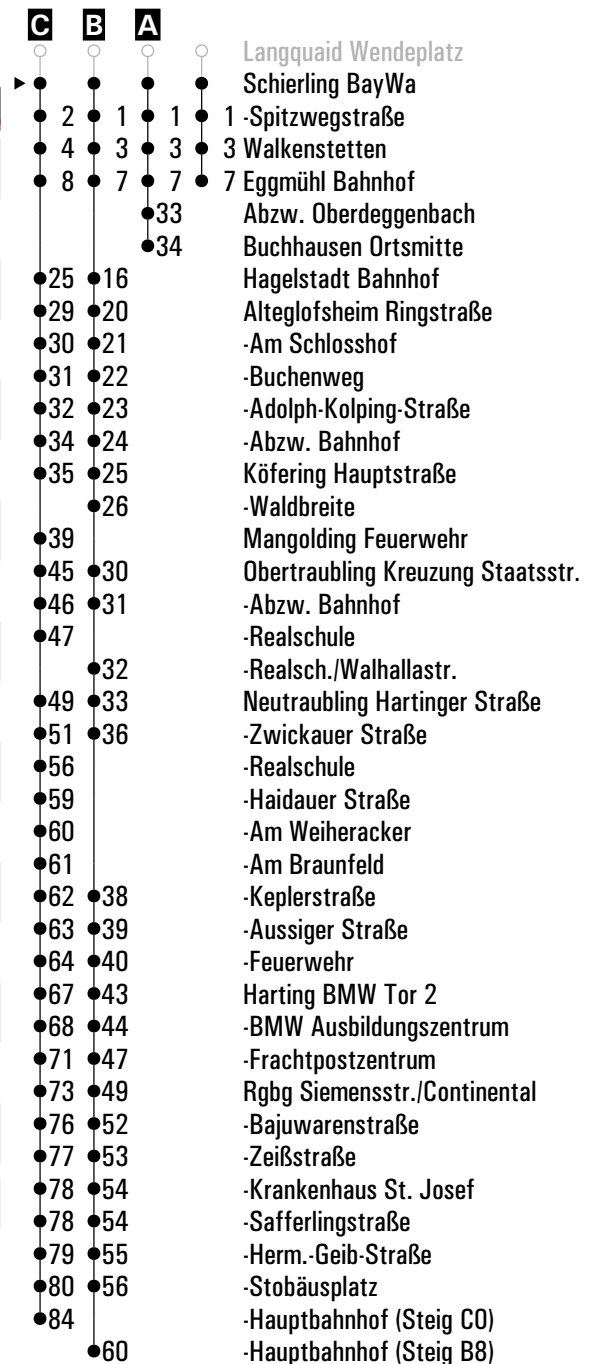 C B A
Langquaid Wendeplatz
Schierling BayWa
2 1 1 1 -Spitzwegstraße
4 3 3 3 Walkenstetten
8 7 7 7 Eggmühl Bahnhof
33 Abzw. Oberdeggenbach
34 Buchhausen Ortsmitte
25 16 Hagelstadt Bahnhof
29 20 Alteglofsheim Ringstraße
30 21 -Am Schlosshof
31 22 -Buchenweg
32 23 -Adolph-Kolping-Straße
34 24 -Abzw. Bahnhof
35 25 Köfering Hauptstraße
26 -Waldbreite
39 Mangolding Feuerwehr
45 30 Obertraubling Kreuzung Staatsstr.
46 31 -Abzw. Bahnhof
47 -Realschule
32 -Realsch./Walhallastr.
49 33 Neutraubling Hartinger Straße
51 36 -Zwickauer Straße
56 -Realschule
59 -Haidauer Straße
60 -Am Weiheracker
61 -Am Braunfeld
62 38 -Keplerstraße
63 39 -Aussiger Straße
64 40 -Feuerwehr
67 43 Harting BMW Tor 2
68 44 -BMW Ausbildungszentrum
71 47 -Frachtpostzentrum
73 49 Rgbg Siemensstr./Continental
76 52 -Bajuwarenstraße
77 53 -Zeißstraße
78 54 -Krankenhaus St. Josef
78 54 -Safferlingstraße
79 55 -Herm.-Geib-Straße
80 56 -Stobäusplatz
84 -Hauptbahnhof (Steig C0)
60 -Hauptbahnhof (Steig B8)